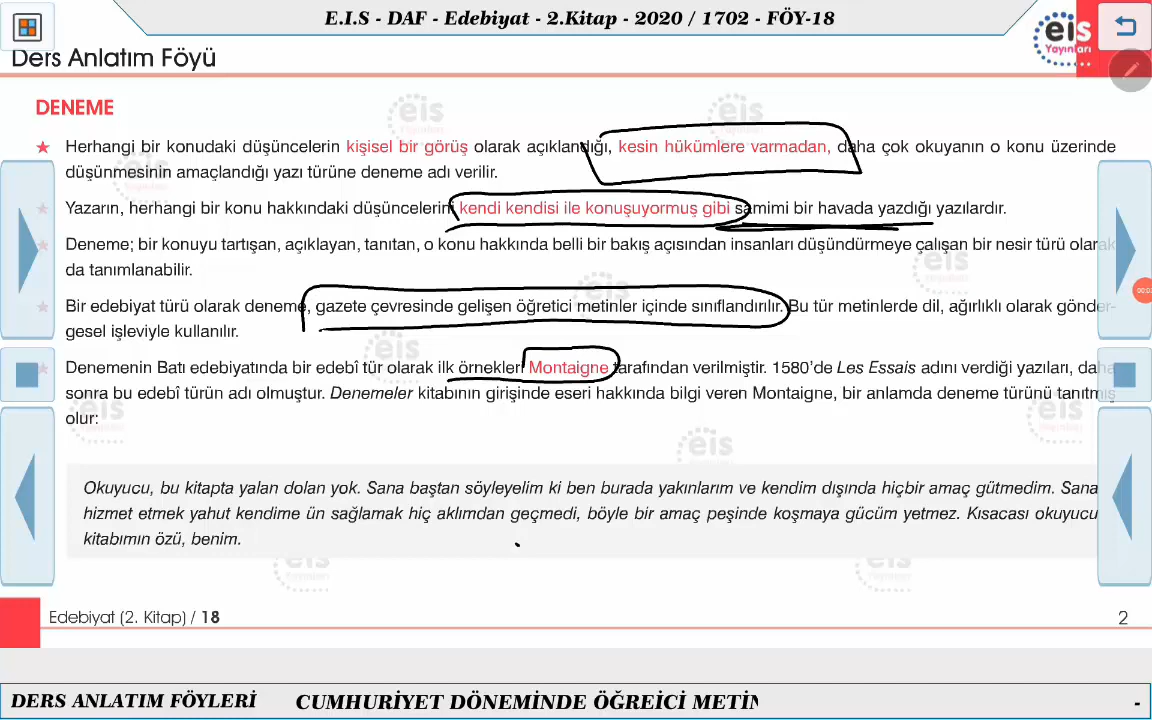 E.I.S - DAF - Edebiyat - 2.Kitap - 2020 / 1702 - FÖY-18
Ders Anlatım Föyü
eis
Yayınları
DENEME
Herhangi bir konudaki düşüncelerin kişisel bir görüş olarak açıklandığı, kesin hükümlere varmadan, daha çok okuyanın o konu üzerinde
düşünmesinin amaçlandığı yazı türüne deneme adı verilir.
Yazarın, herhangi bir konu hakkındaki düşüncelerini kendi kendisi ile konuşuyormuş gibi samimi bir havada yazdığı yazılardır.
Deneme; bir konuyu tartışan, açıklayan, tanıtan, o konu hakkında belli bir bakış açısından insanları düşündürmeye çalışan bir nesir türü olarak
da tanımlanabilir.
Bir edebiyat türü olarak deneme, gazete çevresinde gelişen öğretici metinler içinde sınıflandırılır. Bu tür metinlerde dil, ağırlıklı olarak gönder-
gesel işleviyle kullanılır.
Denemenin Batı edebiyatında bir edebî tür olarak ilk örnekleri Montaigne tarafından verilmiştir. 1580’de Les Essais adını verdiği yazıları, daha
sonra bu edebî türün adı olmuştur. Denemeler kitabının girişinde eseri hakkında bilgi veren Montaigne, bir anlamda deneme türünü tanıtmış
olur:
Okuyucu, bu kitapta yalan dolan yok. Sana baştan söyleyelim ki ben burada yakınlarım ve kendim dışında hiçbir amaç gütmedim. Sana
hizmet etmek yahut kendime ün sağlamak hiç aklımdan geçmedi, böyle bir amaç peşinde koşmaya gücüm yetmez. Kısacası okuyucu
kitabımın özü, benim.
Edebiyat (2. Kitap) / 18
2
DERS ANLATIM FÖYLERİ CUMHURİYET DÖNEMİNDE ÖĞREİCİ METİN -